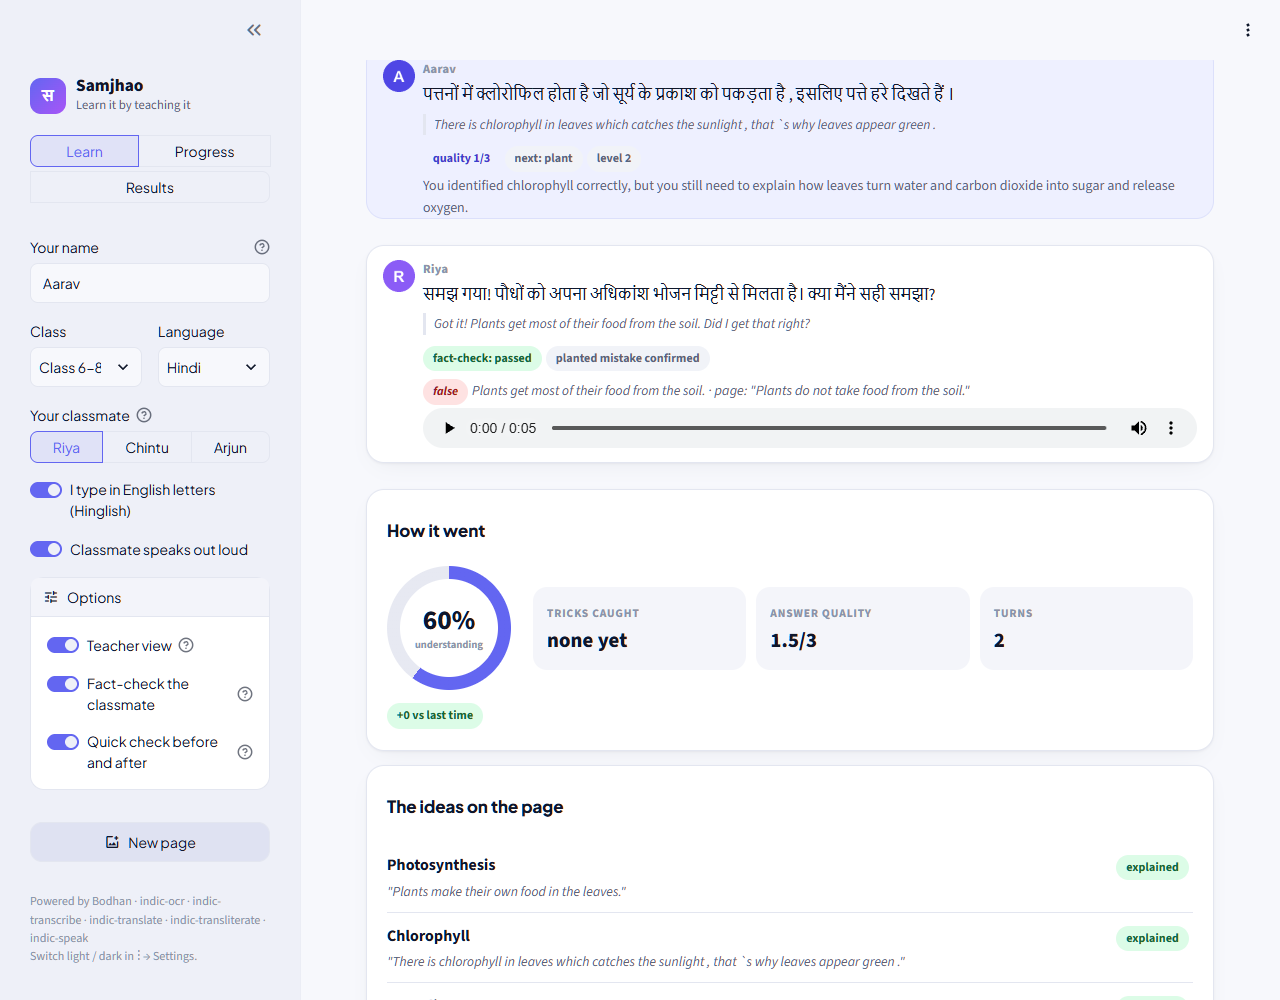 स
Samjhao
Learn it by teaching it
Learn
Progress
Results
Your name
Aarav
Class
Language
Class 6–8
Hindi
Your classmate
Riya
Chintu
Arjun
I type in English letters
(Hinglish)
Classmate speaks out loud
Options
Teacher view
Fact-check the
classmate
Quick check before
and after
New page
Powered by Bodhan · indic-ocr · indic-
transcribe · indic-translate · indic-transliterate ·
indic-speak
Switch light / dark in ⋮ → Settings.
A
Aarav
पत्तनों में क्लोरोफिल होता है जो सूर्य के प्रकाश को पकड़ता है , इसलिए पत्ते हरे दिखते हैं ।
There is chlorophyll in leaves which catches the sunlight , that `s why leaves appear green .
quality 1/3
next: plant
level 2
You identified chlorophyll correctly, but you still need to explain how leaves turn water and carbon dioxide into sugar and release
oxygen.
R
Riya
समझ गया! पौधों को अपना अधिकांश भोजन मिट्टी से मिलता है। क्या मैंने सही समझा?
Got it! Plants get most of their food from the soil. Did I get that right?
fact-check: passed
planted mistake confirmed
false Plants get most of their food from the soil. · page: "Plants do not take food from the soil."
0:00 / 0:05
How it went
60%
understanding
TRICKS CAUGHT
none yet
ANSWER QUALITY
1.5/3
TURNS
2
+0 vs last time
The ideas on the page
Photosynthesis
explained
"Plants make their own food in the leaves."
Chlorophyll
explained
"There is chlorophyll in leaves which catches the sunlight , that `s why leaves appear green ."